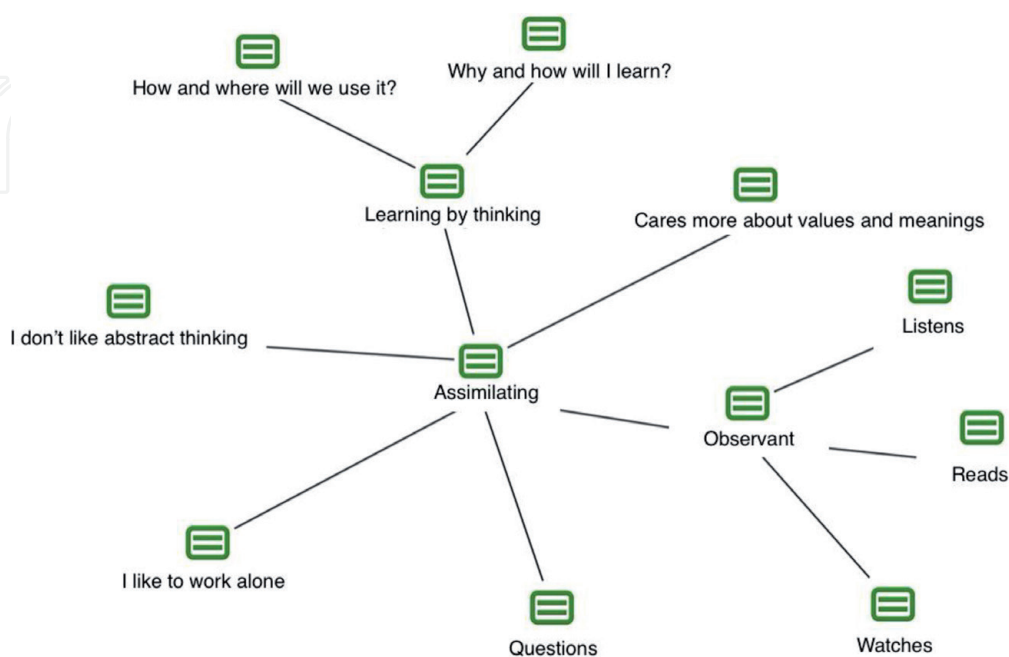 Why and how will I learn?
How and where will we use it?
Learning by thinking
Cares more about values and meanings
Listens
I don't like abstract thinking
Assimilating
Observant
Reads
I like to work alone
Questions
Watches